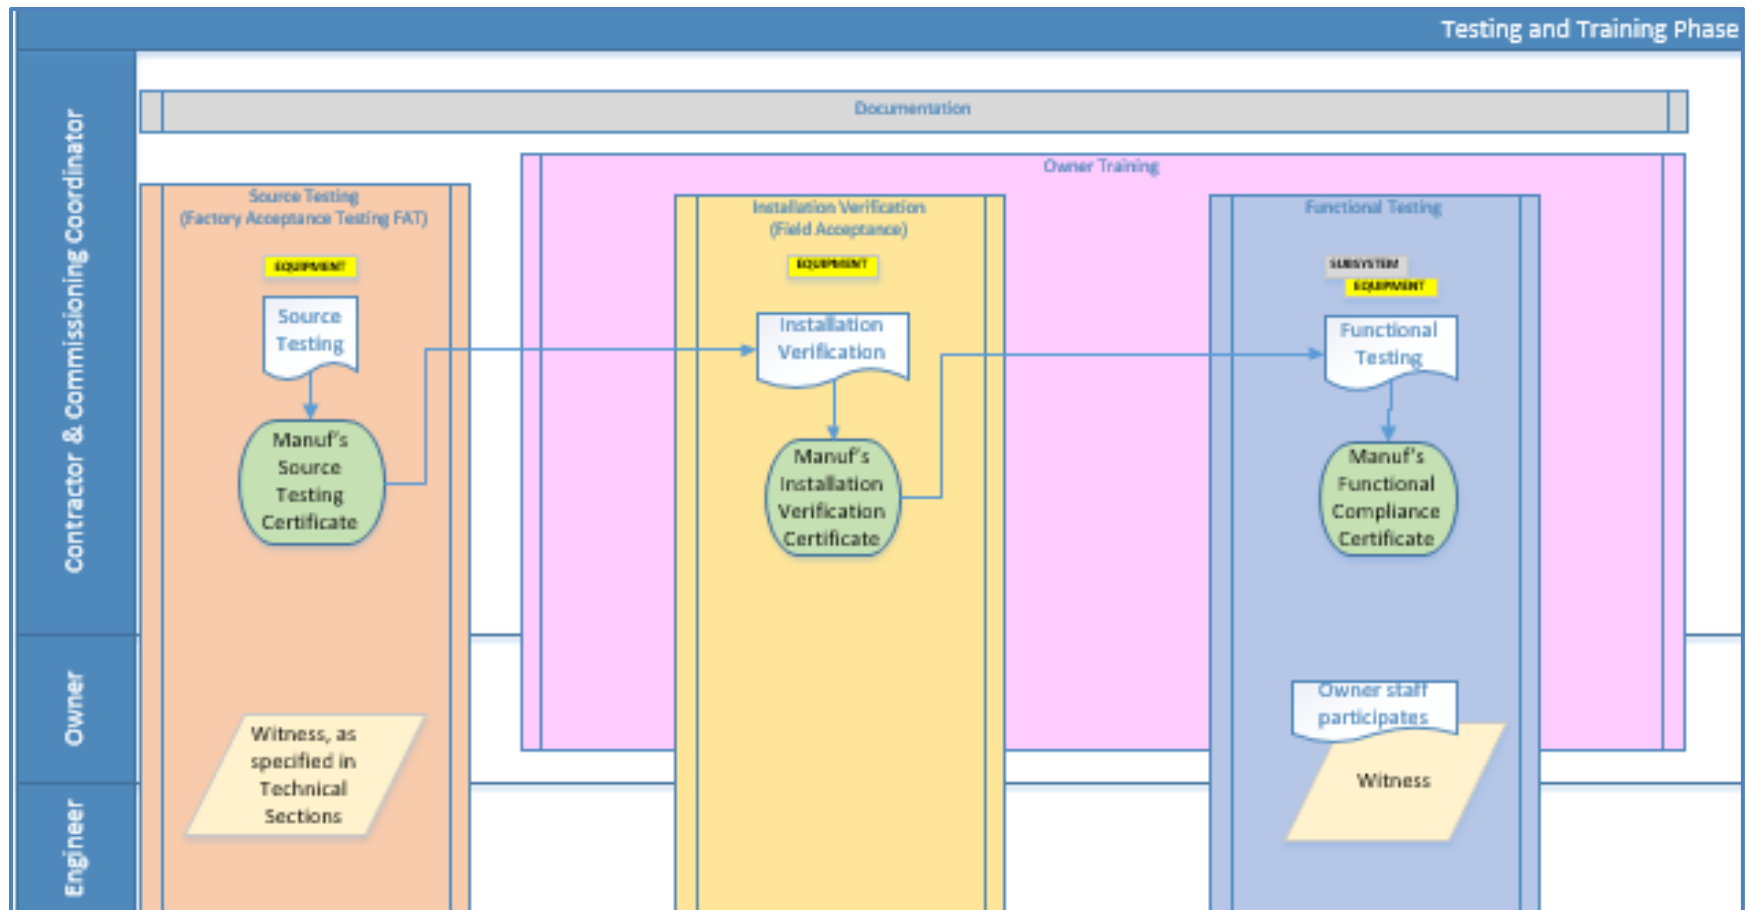 Testing and Training Phase
Contractor & Commissioning Coordinator
Documentation
Owner Training
Source Testing
(Factory Acceptance Testing FAT)
EQUIPMENT
Source
Testing
Manuf's
Source
Testing
Certificate
Installation Verification
(Field Acceptance)
EQUIPMENT
Installation
Verification
Manuf's
Installation
Verification
Certificate
Functional Testing
SUBSYSTEM
EQUIPMENT
Functional
Testing
Manuf's
Functional
Compliance
Certificate
Owner
Witness, as
specified in
Technical
Sections
Owner staff
participates
Witness
Engineer